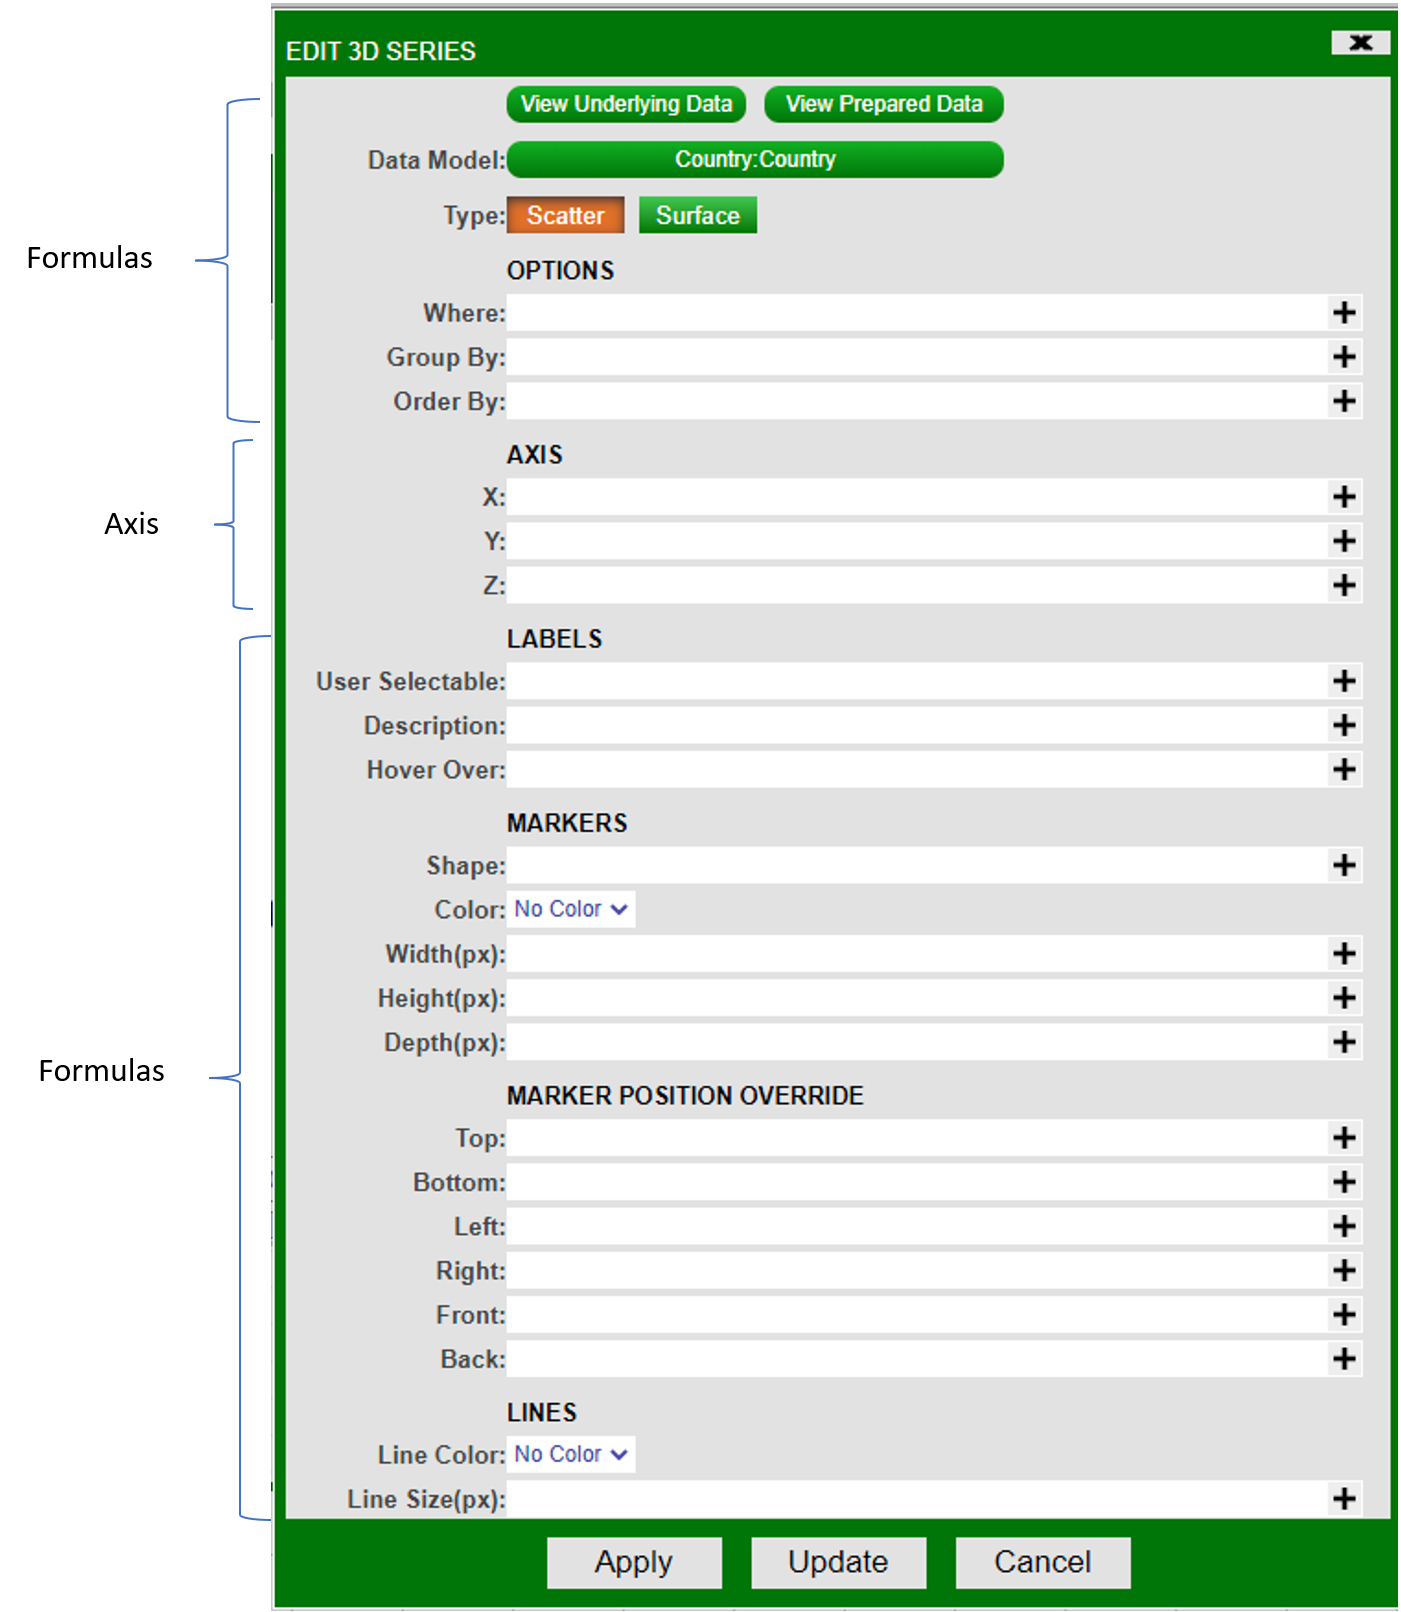 EDIT 3D SERIES
View Underlying Data View Prepared Data
Data Model: Country:Country
Type: Scatter Surface
Formulas
OPTIONS
Where:
Group By:
Order By:
AXIS
X:
Axis
Y:
Z:
LABELS
User Selectable:
Description:
Hover Over:
MARKERS
Shape:
Color: No Color
Width(px):
Height(px):
Depth(px):
Formulas
MARKER POSITION OVERRIDE
Top:
Bottom:
Left:
Right:
Front:
Back:
LINES
Line Color: No Color
Line Size(px):
Apply Update Cancel